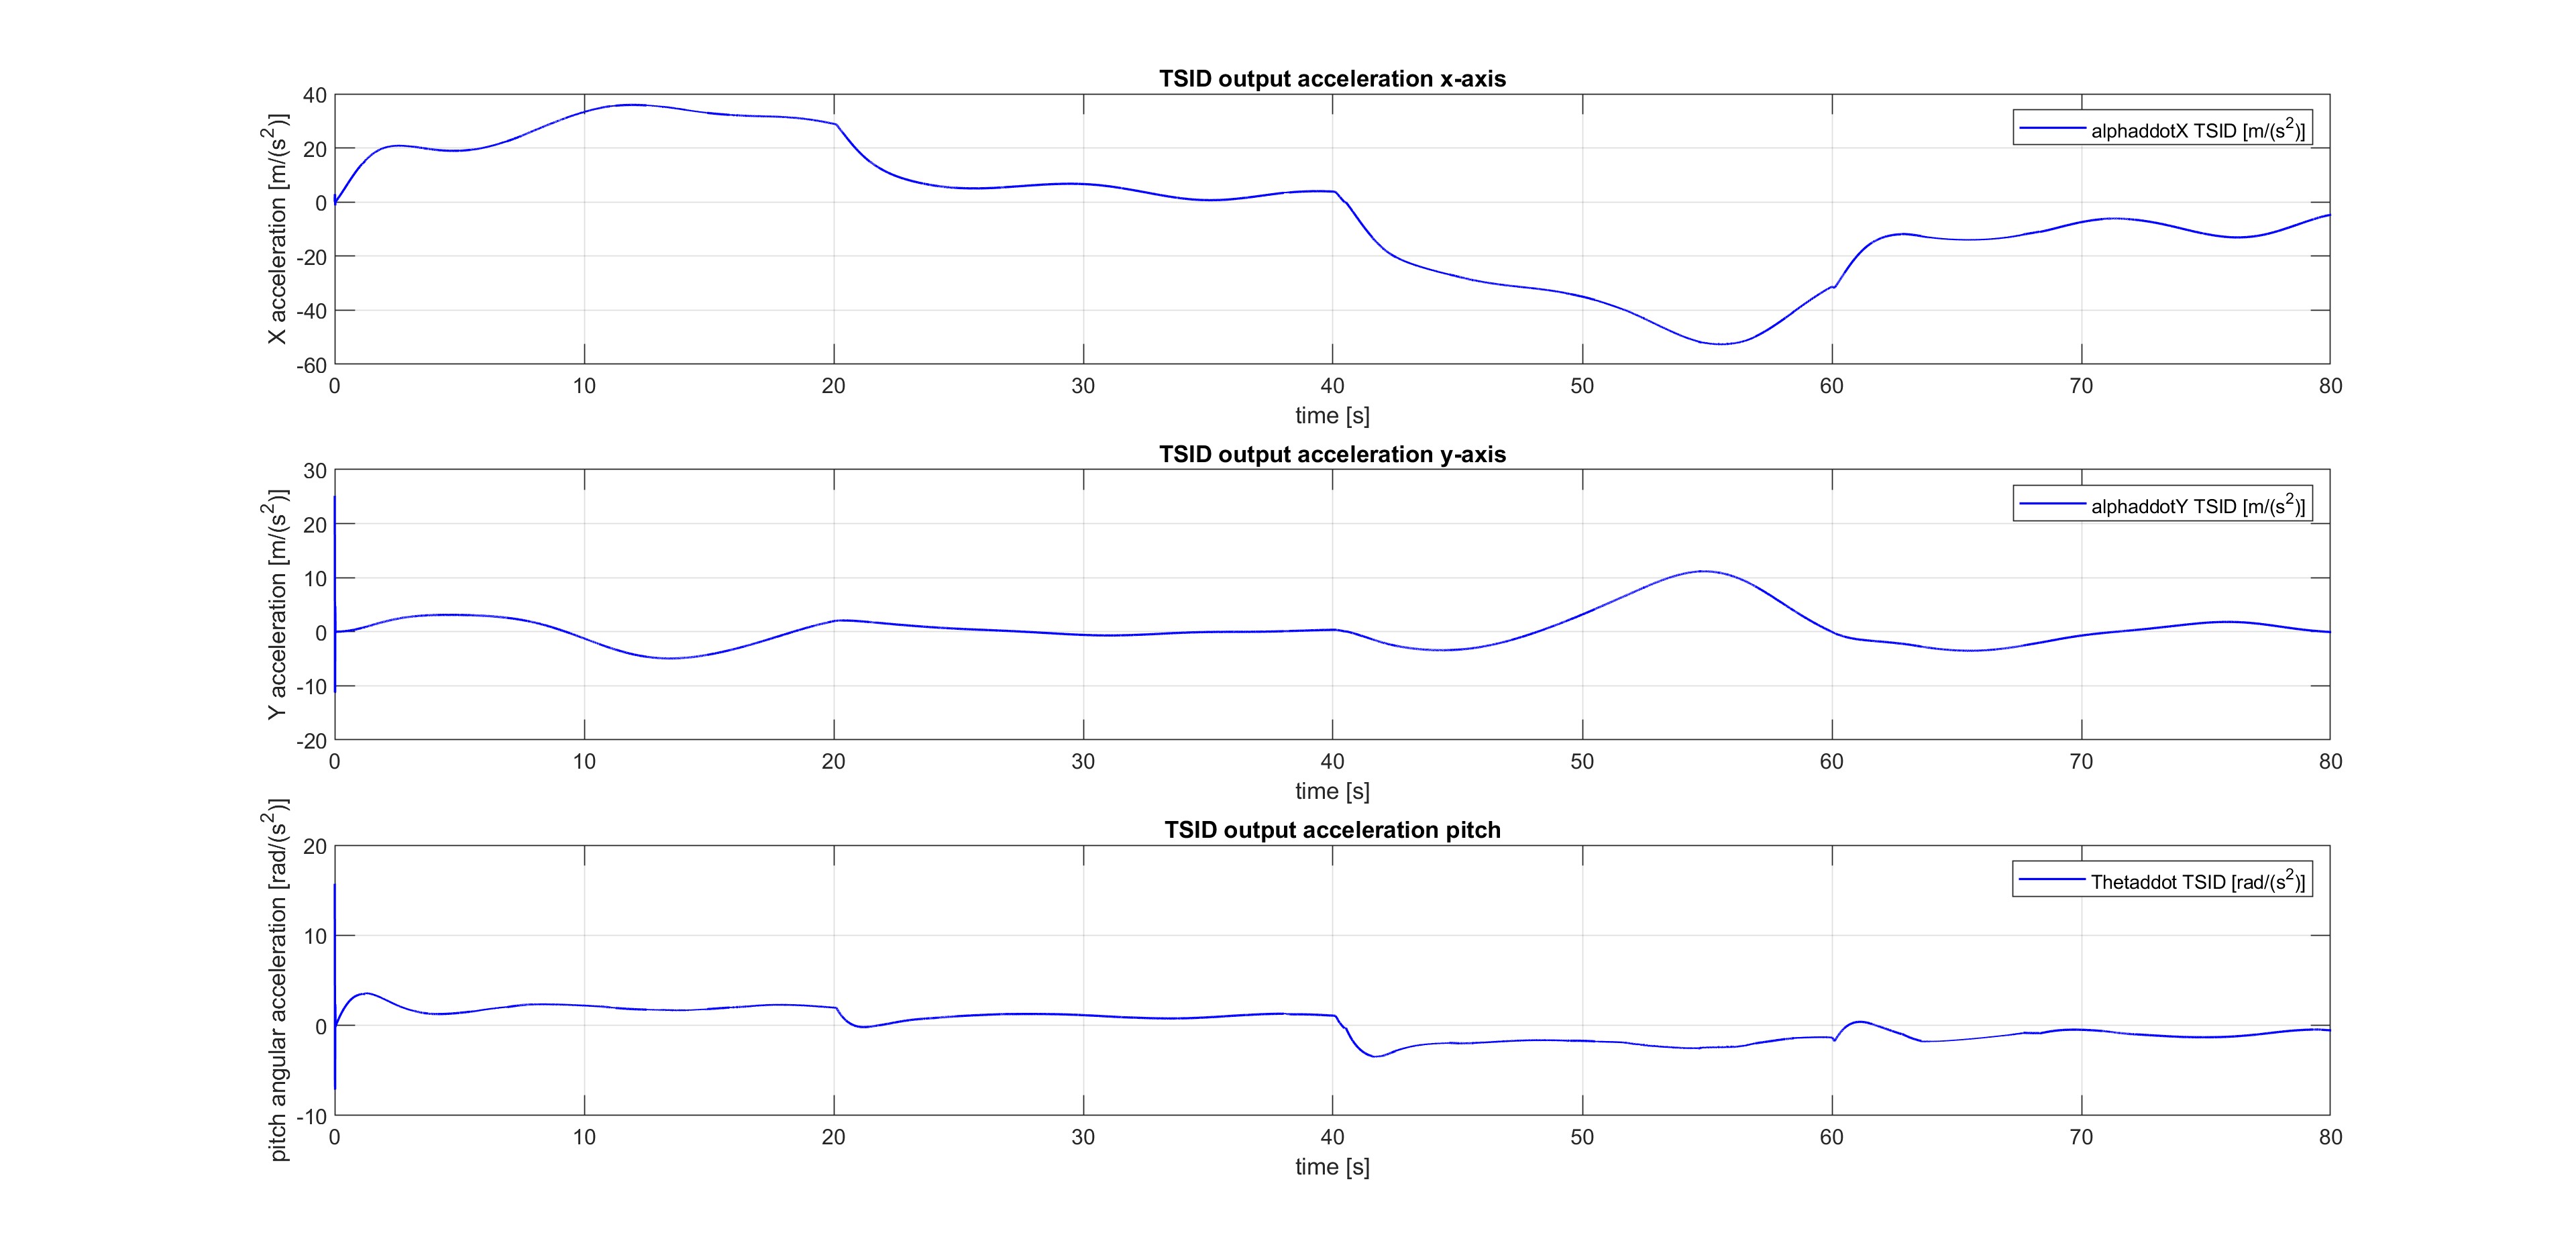 TSID output acceleration x-axis
X acceleration [m/(s²)]
40
20
0
-20
-40
-60
alphaddotX TSID [m/(s²)]
0 10 20 30 40 50 60 70 80
time [s]
TSID output acceleration y-axis
Y acceleration [m/(s²)]
30
20
10
0
-10
-20
alphaddotY TSID [m/(s²)]
0 10 20 30 40 50 60 70 80
time [s]
TSID output acceleration pitch
pitch angular acceleration [rad/(s²)]
20
10
0
-10
Thetaddot TSID [rad/(s²)]
0 10 20 30 40 50 60 70 80
time [s]